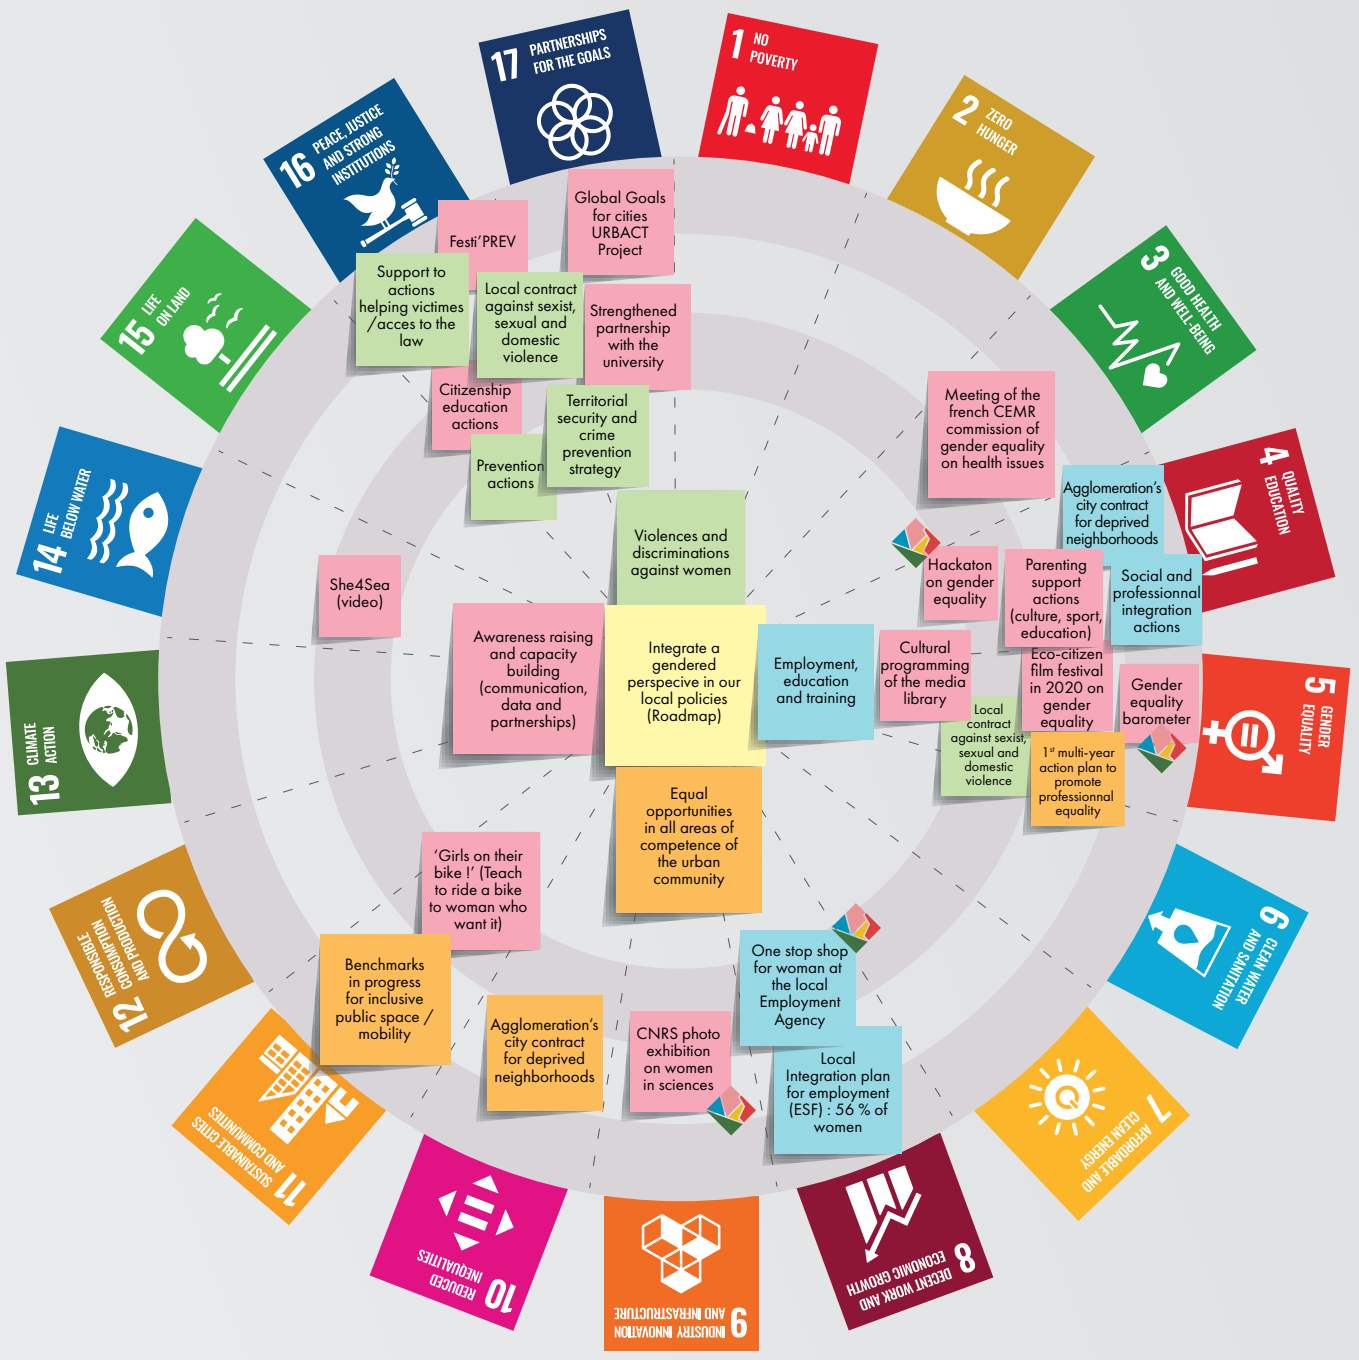 17 PARTNERSHIPS
FOR THE GOALS
1 NO
POVERTY
2 ZERO
HUNGER
3 GOOD HEALTH
AND WELL-BEING
4 QUALITY
EDUCATION
5 GENDER
EQUALITY
6 CLEAN WATER
AND SANITATION
7 AFFORDABLE AND
CLEAN ENERGY
8 DECENT WORK AND
ECONOMIC GROWTH
9 INDUSTRY INNOVATION
AND INFRASTRUCTURE
10 REDUCED
INEQUALITIES
11 SUSTAINABLE CITIES
AND COMMUNITIES
12 RESPONSIBLE
CONSUMPTION
AND PRODUCTION
13 CLIMATE
ACTION
14 LIFE
BELOW WATER
15 LIFE
ON LAND
16 PEACE, JUSTICE
AND STRONG
INSTITUTIONS
Global Goals
for cities
URBACT
Project
Festi'PREV
Support to
actions
helping victimes
/acces to the
law
Local contract
against sexist,
sexual and
domestic
violence
Strengthened
partnership
with the
university
Citizenship
education
actions
Territorial
security and
crime
prevention
strategy
Prevention
actions
Meeting of the
french CEMR
commission of
gender equality
on health issues
Agglomeration's
city contract
for deprived
neighborhoods
Hackaton
on gender
equality
Parenting
support
actions
(culture, sport,
education)
Social and
professionnal
integration
actions
Violences and
discriminations
against women
She4Sea
(video)
Awareness raising
and capacity
building
(communication,
data and
partnerships)
Integrate a
gendered
perspecive in our
local policies
(Roadmap)
Employment,
education
and training
Cultural
programming
of the media
library
Eco-citizen
film festival
in 2020 on
gender
equality
Gender
equality
barometer
Local
contract
against sexist,
sexual and
domestic
violence
1st multi-year
action plan to
promote
professionnal
equality
Equal
opportunities
in all areas of
competence of
the urban
community
'Girls on their
bike !' (Teach
to ride a bike
to woman who
want it)
Benchmarks
in progress
for inclusive
public space /
mobility
Agglomeration's
city contract
for deprived
neighborhoods
CNRS photo
exhibition
on women
in sciences
One stop shop
for woman at
the local
Employment
Agency
Local
Integration plan
for employment
(ESF) : 56 % of
women